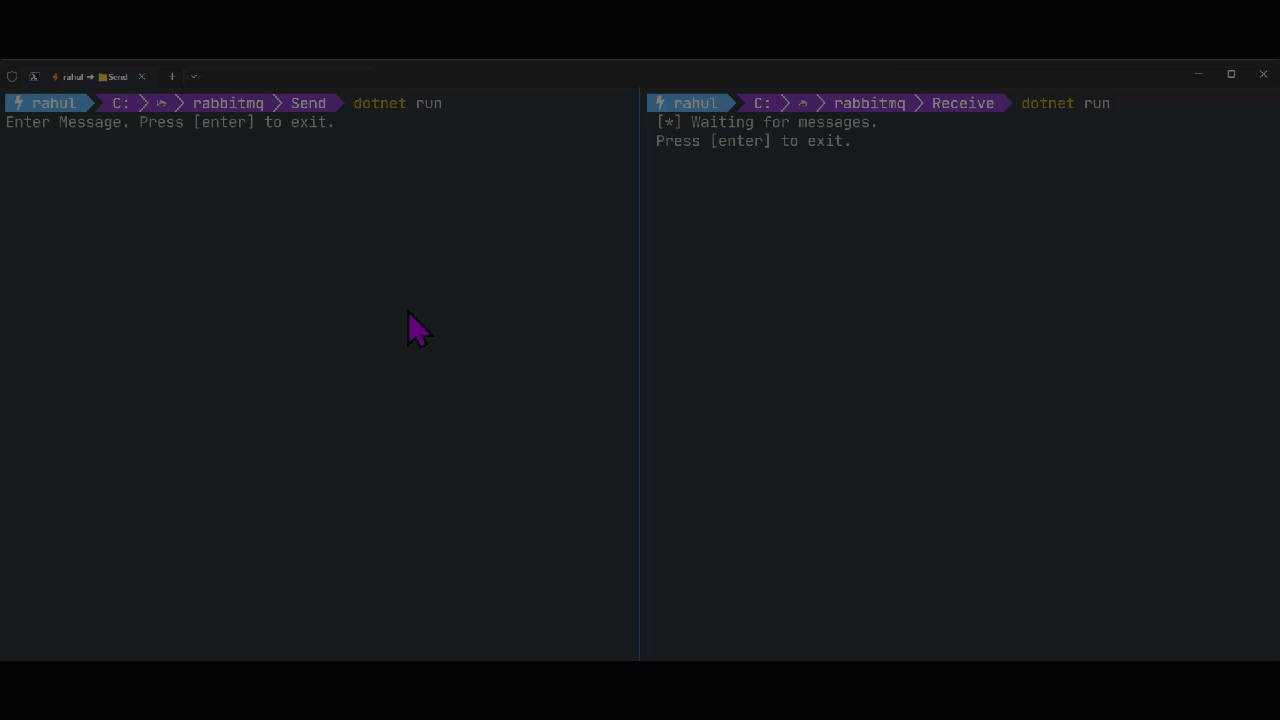 rahul → Send
rahul C: rabbitmq Send dotnet run
Enter Message. Press [enter] to exit.
rahul C: rabbitmq Receive dotnet run
[*] Waiting for messages.
Press [enter] to exit.